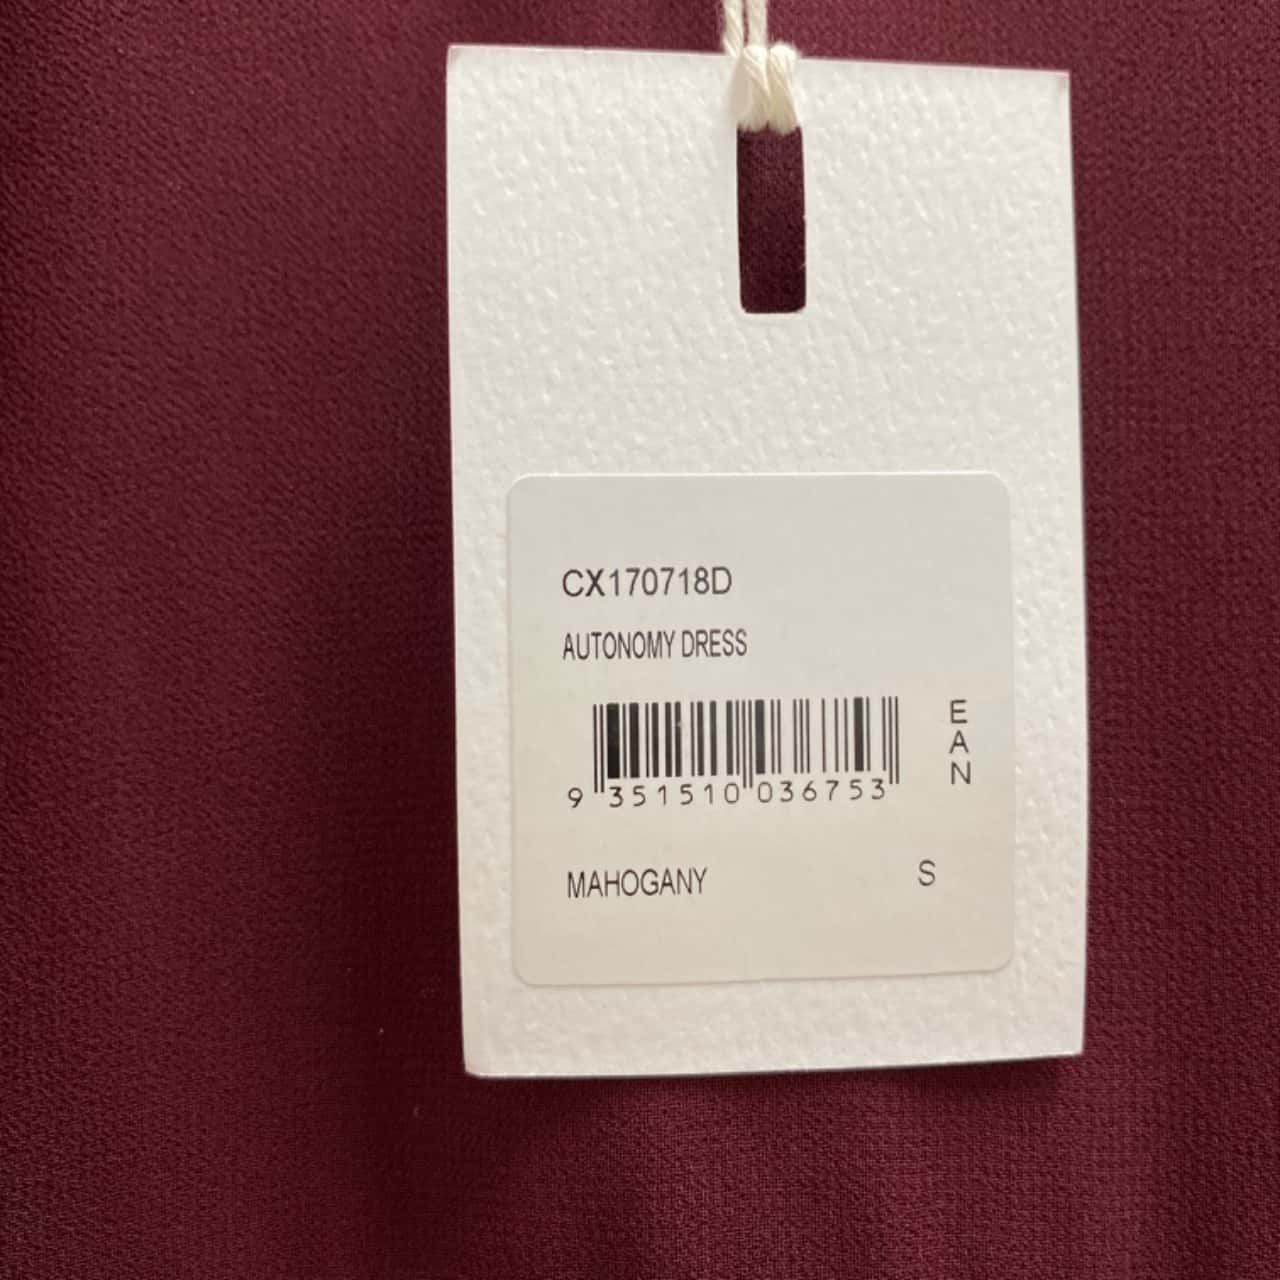 CX170718D
AUTONOMY DRESS
EAN
9 351510 036753
MAHOGANY S